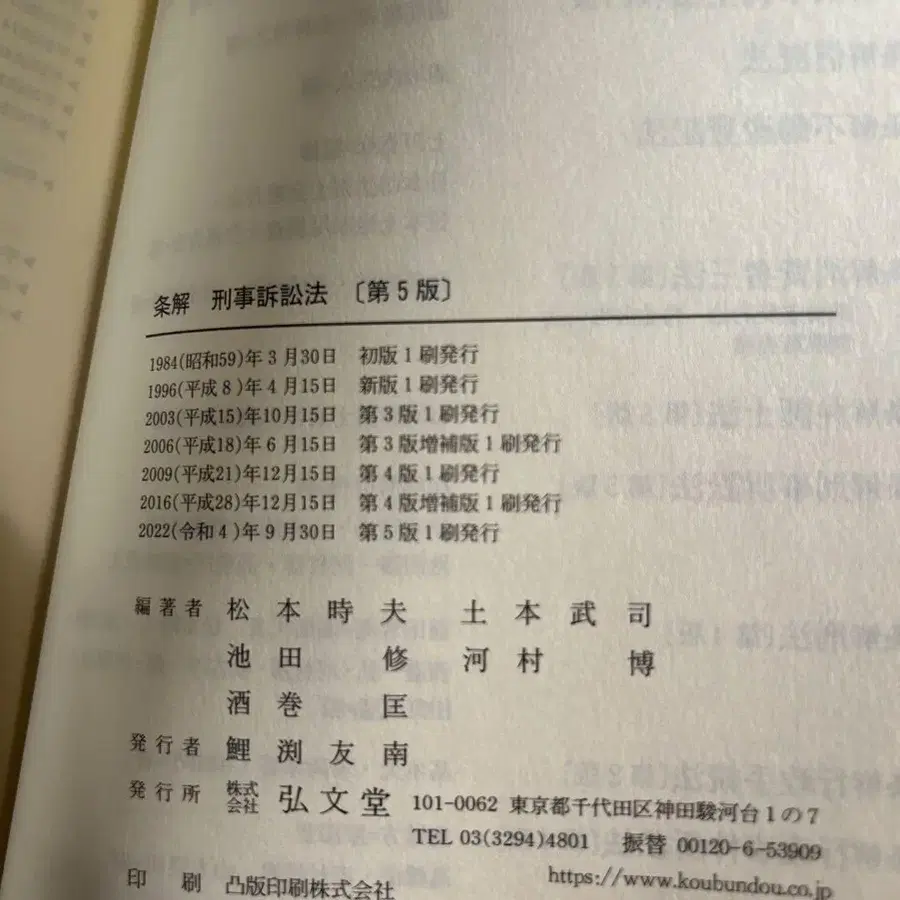 条解 刑事訴訟法 〔第5版〕
1984(昭和59)年3月30日 初版1刷発行
1996(平成8)年4月15日 新版1刷発行
2003(平成15)年10月15日 第3版1刷発行
2006(平成18)年6月15日 第3版増補版1刷発行
2009(平成21)年12月15日 第4版1刷発行
2016(平成28)年12月15日 第4版増補版1刷発行
2022(令和4)年9月30日 第5版1刷発行
編著者 松本時夫 土本武司
池田修 河村博
酒巻匡
発行者 鯉渕友南
発行所 株式会社 弘文堂 101-0062 東京都千代田区神田駿河台1の7
TEL 03(3294)4801 振替 00120-6-53909
https://www.koubundou.co.jp
印刷 凸版印刷株式会社